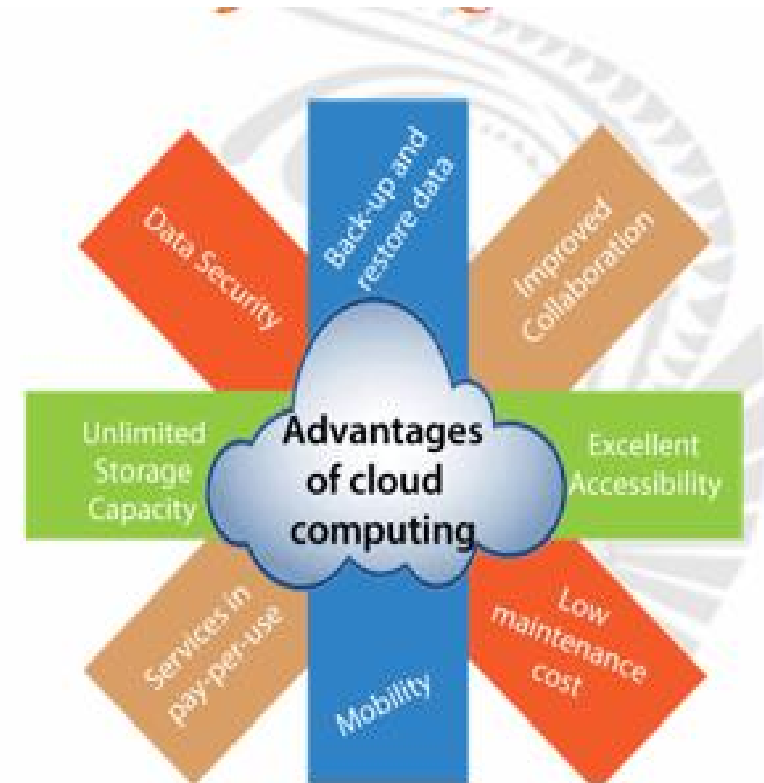 Back-up and
restore data
Improved
Collaboration
Excellent
Accessibility
Low
maintenance
cost
Mobility
Services in
pay-per-use
Unlimited
Storage
Capacity
Data Security
Advantages
of cloud
computing